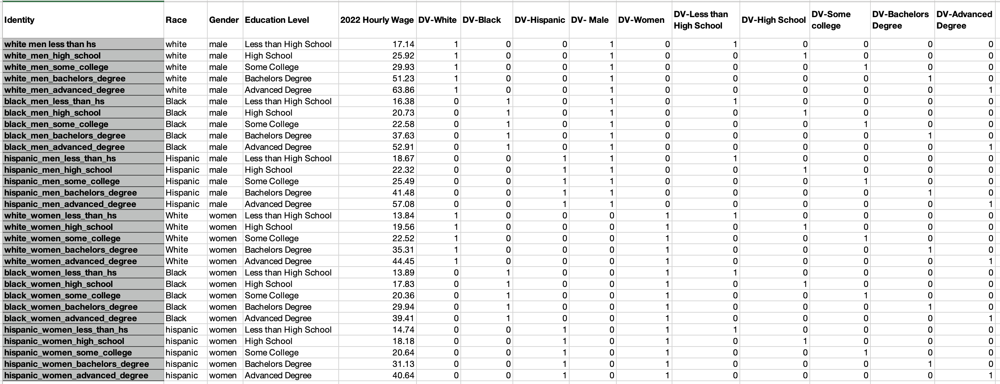 Identity Race Gender Education Level 2022 Hourly Wage DV-White DV-Black DV-Hispanic DV- Male DV-Women DV-Less than High School DV-High School DV-Some college DV-Bachelors Degree DV-Advanced Degree
white men less than hs white male Less than High School 17.14 1 0 0 1 0 1 0 0 0 0
white_men_high_school white male High School 25.92 1 0 0 1 0 0 1 0 0 0
white_men_some_college white male Some College 29.93 1 0 0 1 0 0 0 1 0 0
white_men_bachelors_degree white male Bachelors Degree 51.23 1 0 0 1 0 0 0 0 1 0
white_men_advanced_degree white male Advanced Degree 63.86 1 0 0 1 0 0 0 0 0 1
black_men_less_than_hs Black male Less than High School 16.38 0 1 0 1 0 1 0 0 0 0
black_men_high_school Black male High School 20.73 0 1 0 1 0 0 1 0 0 0
black_men_some_college Black male Some College 22.58 0 1 0 1 0 0 0 1 0 0
black_men_bachelors_degree Black male Bachelors Degree 37.63 0 1 0 1 0 0 0 0 1 0
black_men_advanced_degree Black male Advanced Degree 52.91 0 1 0 1 0 0 0 0 0 1
hispanic_men_less_than_hs Hispanic male Less than High School 18.67 0 0 1 1 0 1 0 0 0 0
hispanic_men_high_school Hispanic male High School 22.32 0 0 1 1 0 0 1 0 0 0
hispanic_men_some_college Hispanic male Some College 25.49 0 0 1 1 0 0 0 1 0 0
hispanic_men_bachelors_degree Hispanic male Bachelors Degree 41.48 0 0 1 1 0 0 0 0 1 0
hispanic_men_advanced_degree Hispanic male Advanced Degree 57.08 0 0 1 1 0 0 0 0 0 1
white_women_less_than_hs White women Less than High School 13.84 1 0 0 0 1 1 0 0 0 0
white_women_high_school White women High School 19.56 1 0 0 0 1 0 1 0 0 0
white_women_some_college White women Some College 22.52 1 0 0 0 1 0 0 1 0 0
white_women_bachelors_degree White women Bachelors Degree 35.31 1 0 0 0 1 0 0 0 1 0
white_women_advanced_degree White women Advanced Degree 44.45 1 0 0 0 1 0 0 0 0 1
black_women_less_than_hs Black women Less than High School 13.89 0 1 0 0 1 1 0 0 0 0
black_women_high_school Black women High School 17.83 0 1 0 0 1 0 1 0 0 0
black_women_some_college Black women Some College 20.36 0 1 0 0 1 0 0 1 0 0
black_women_bachelors_degree Black women Bachelors Degree 29.94 0 1 0 0 1 0 0 0 1 0
black_women_advanced_degree Black women Advanced Degree 39.41 0 1 0 0 1 0 0 0 0 1
hispanic_women_less_than_hs hispanic women Less than High School 14.74 0 0 1 0 1 1 0 0 0 0
hispanic_women_high_school hispanic women High School 18.18 0 0 1 0 1 0 1 0 0 0
hispanic_women_some_college hispanic women Some College 20.64 0 0 1 0 1 0 0 1 0 0
hispanic_women_bachelors_degree hispanic women Bachelors Degree 31.13 0 0 1 0 1 0 0 0 1 0
hispanic_women_advanced_degree hispanic women Advanced Degree 40.64 0 0 1 0 1 0 0 0 0 1